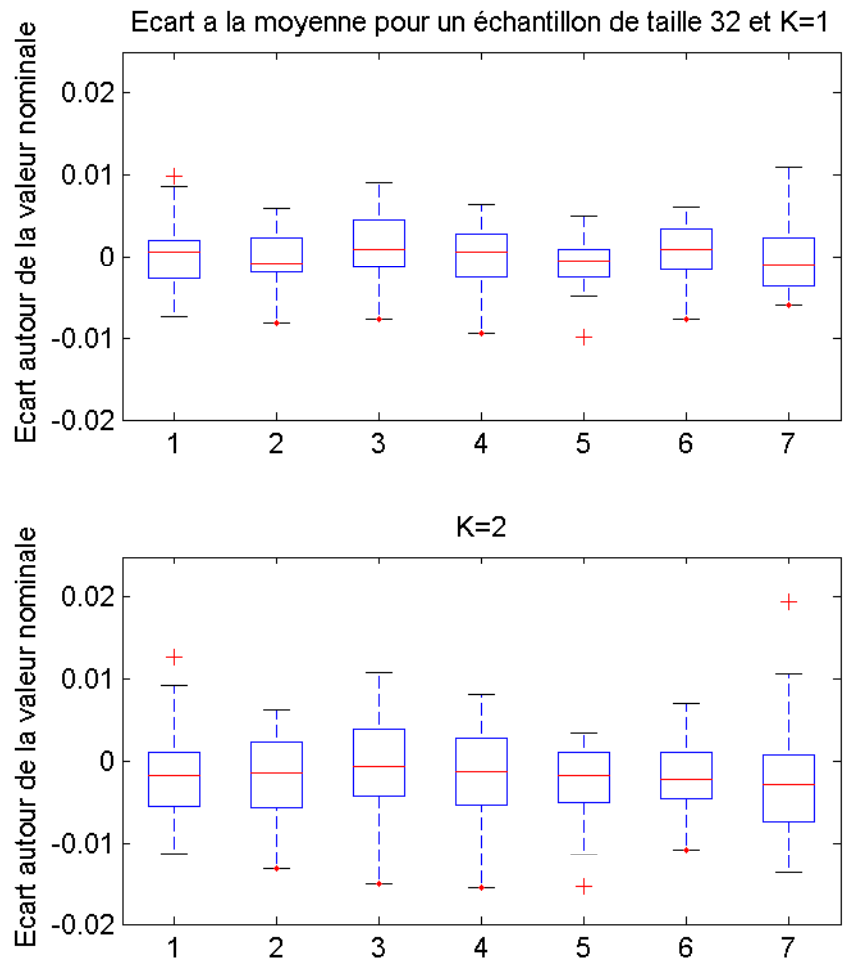 Ecart a la moyenne pour un échantillon de taille 32 et K=1
Ecart autour de la valeur nominale
0.02
0.01
0
-0.01
-0.02
1 2 3 4 5 6 7
K=2
Ecart autour de la valeur nominale
0.02
0.01
0
-0.01
-0.02
1 2 3 4 5 6 7